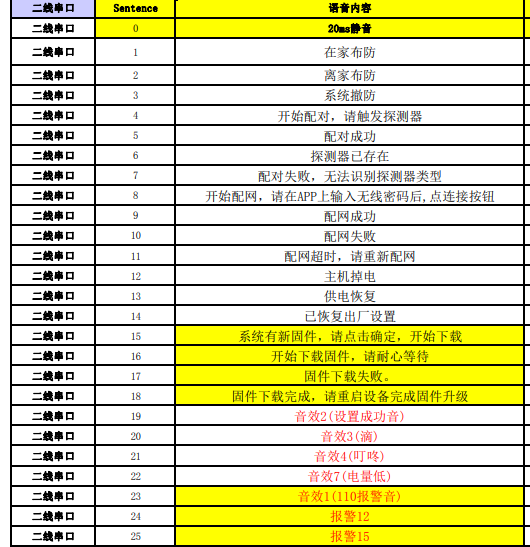 二线串口 Sentence 语音内容
二线串口 0 20ms静音
二线串口 1 在家布防
二线串口 2 离家布防
二线串口 3 系统撤防
二线串口 4 开始配对，请触发探测器
二线串口 5 配对成功
二线串口 6 探测器已存在
二线串口 7 配对失败，无法识别探测器类型
二线串口 8 开始配网，请在APP上输入无线密码后,点连接按钮
二线串口 9 配网成功
二线串口 10 配网失败
二线串口 11 配网超时，请重新配网
二线串口 12 主机掉电
二线串口 13 供电恢复
二线串口 14 已恢复出厂设置
二线串口 15 系统有新固件，请点击确定，开始下载
二线串口 16 开始下载固件，请耐心等待
二线串口 17 固件下载失败。
二线串口 18 固件下载完成，请重启设备完成固件升级
二线串口 19 音效2(设置成功音)
二线串口 20 音效3(滴)
二线串口 21 音效4(叮咚)
二线串口 22 音效7(电量低)
二线串口 23 音效1(110报警音)
二线串口 24 报警12
二线串口 25 报警15